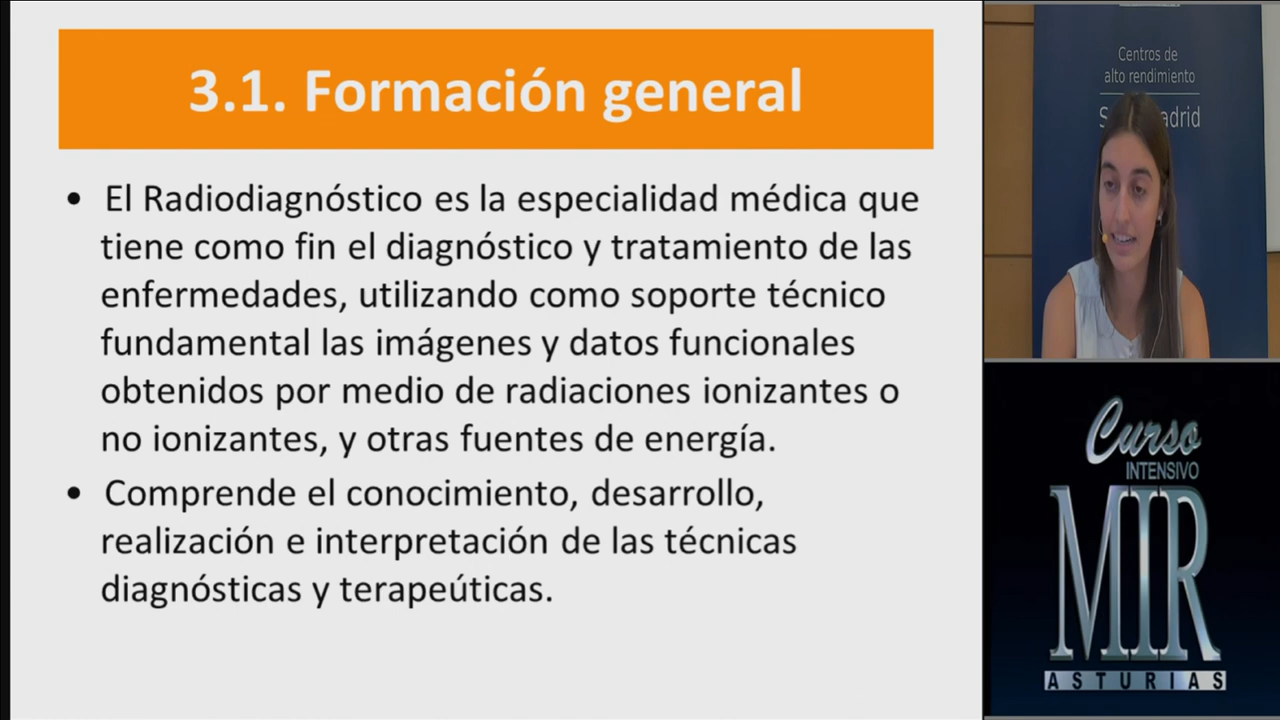 3.1. Formación general
• El Radiodiagnóstico es la especialidad médica que
tiene como fin el diagnóstico y tratamiento de las
enfermedades, utilizando como soporte técnico
fundamental las imágenes y datos funcionales
obtenidos por medio de radiaciones ionizantes o
no ionizantes, y otras fuentes de energía.
• Comprende el conocimiento, desarrollo,
realización e interpretación de las técnicas
diagnósticas y terapeúticas.
Centros de
alto rendimiento
Curso
INTENSIVO
MIR
ASTURIAS